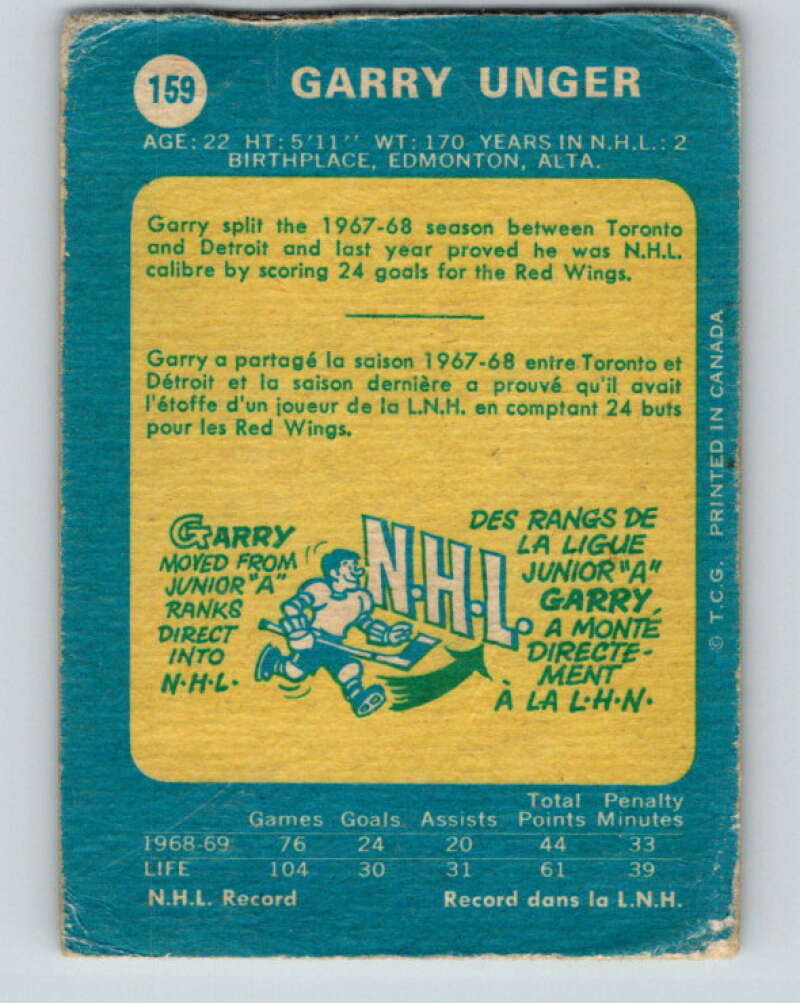 159
GARRY UNGER
AGE: 22 HT: 5'11'' WT: 170 YEARS IN N.H.L.: 2
BIRTHPLACE, EDMONTON, ALTA.
Garry split the 1967-68 season between Toronto
and Detroit and last year proved he was N.H.L.
calibre by scoring 24 goals for the Red Wings.
Garry a partagé la saison 1967-68 entre Toronto et
Détroit et la saison dernière a prouvé qu'il avait
l'étoffe d'un joueur de la L.N.H. en comptant 24 buts
pour les Red Wings.
GARRY
MOVED FROM
JUNIOR "A"
RANKS
DIRECT
INTO
N·H·L·
N·H·L.
DES RANGS DE
LA LIGUE
JUNIOR "A"
GARRY,
A MONTÉ
DIRECTE-
MENT
À LA L·H·N·
© T.C.G. PRINTED IN CANADA
Total Penalty
Games Goals Assists Points Minutes
1968-69 76 24 20 44 33
LIFE 104 30 31 61 39
N.H.L. Record Record dans la L.N.H.